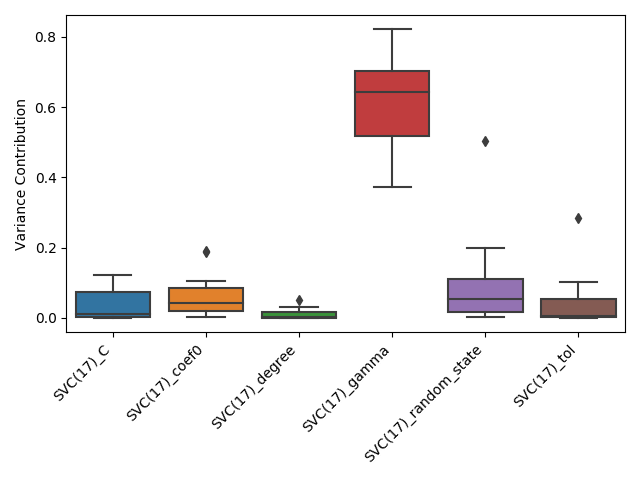 0.8
0.6
0.4
0.2
0.0
Variance Contribution
SVC(17)_C
SVC(17)_coef0
SVC(17)_degree
SVC(17)_gamma
SVC(17)_random_state
SVC(17)_tol